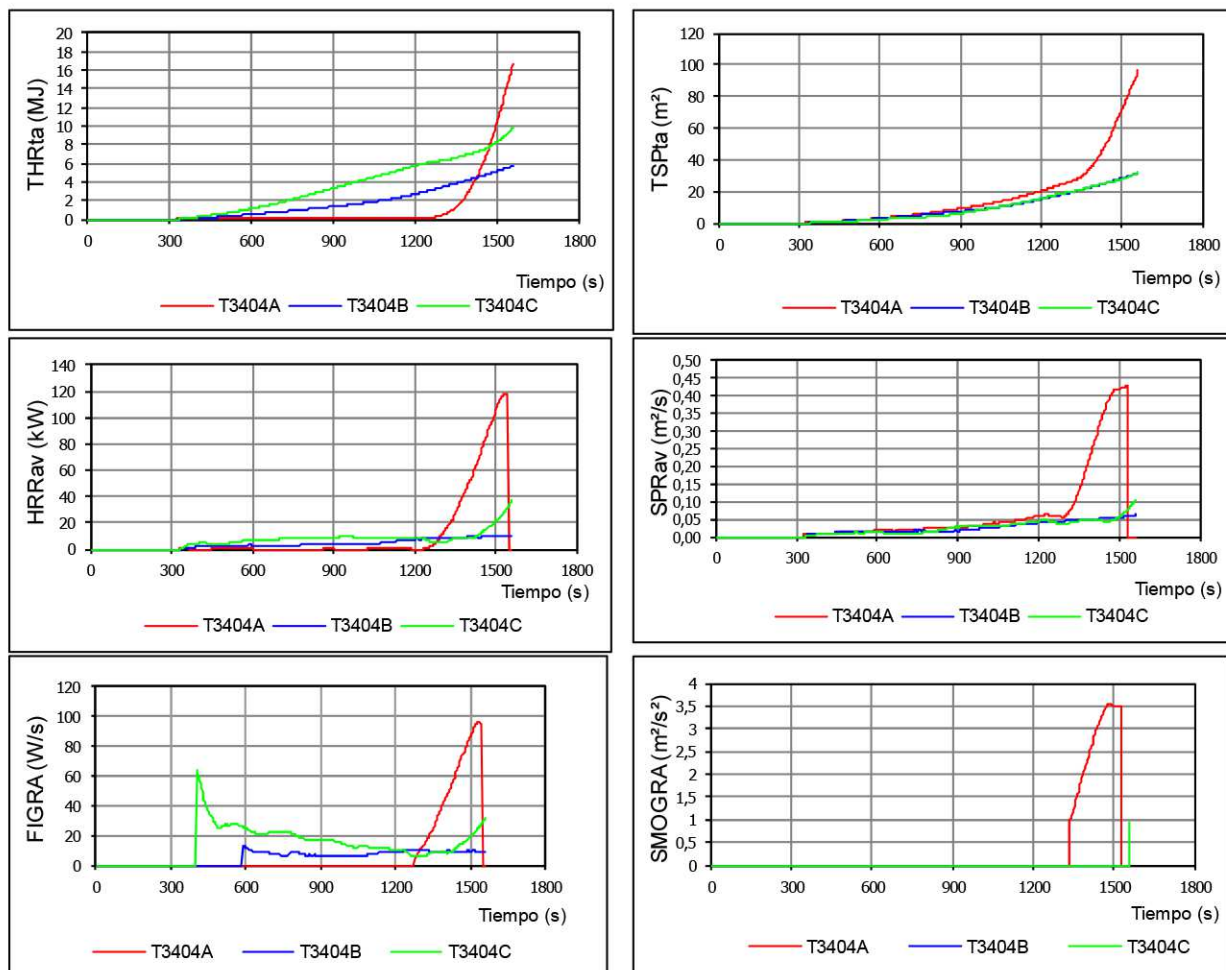 THRta (MJ)
20
18
16
14
12
10
8
6
4
2
0
0 300 600 900 1200 1500 1800
Tiempo (s)
T3404A T3404B T3404C
TSPta (m²)
120
100
80
60
40
20
0
0 300 600 900 1200 1500 1800
Tiempo (s)
T3404A T3404B T3404C
HRRav (kW)
140
120
100
80
60
40
20
0
0 300 600 900 1200 1500 1800
Tiempo (s)
T3404A T3404B T3404C
SPRav (m²/s)
0,50
0,45
0,40
0,35
0,30
0,25
0,20
0,15
0,10
0,05
0,00
0 300 600 900 1200 1500 1800
Tiempo (s)
T3404A T3404B T3404C
FIGRA (W/s)
120
100
80
60
40
20
0
0 300 600 900 1200 1500 1800
Tiempo (s)
T3404A T3404B T3404C
SMOGRA (m²/s²)
4
3,5
3
2,5
2
1,5
1
0,5
0
0 300 600 900 1200 1500 1800
Tiempo (s)
T3404A T3404B T3404C